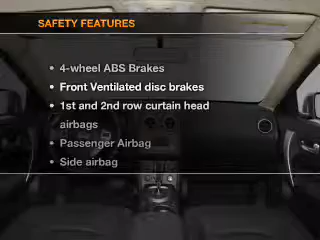 SAFETY FEATURES
• 4-wheel ABS Brakes
• Front Ventilated disc brakes
• 1st and 2nd row curtain head
airbags
• Passenger Airbag
• Side airbag